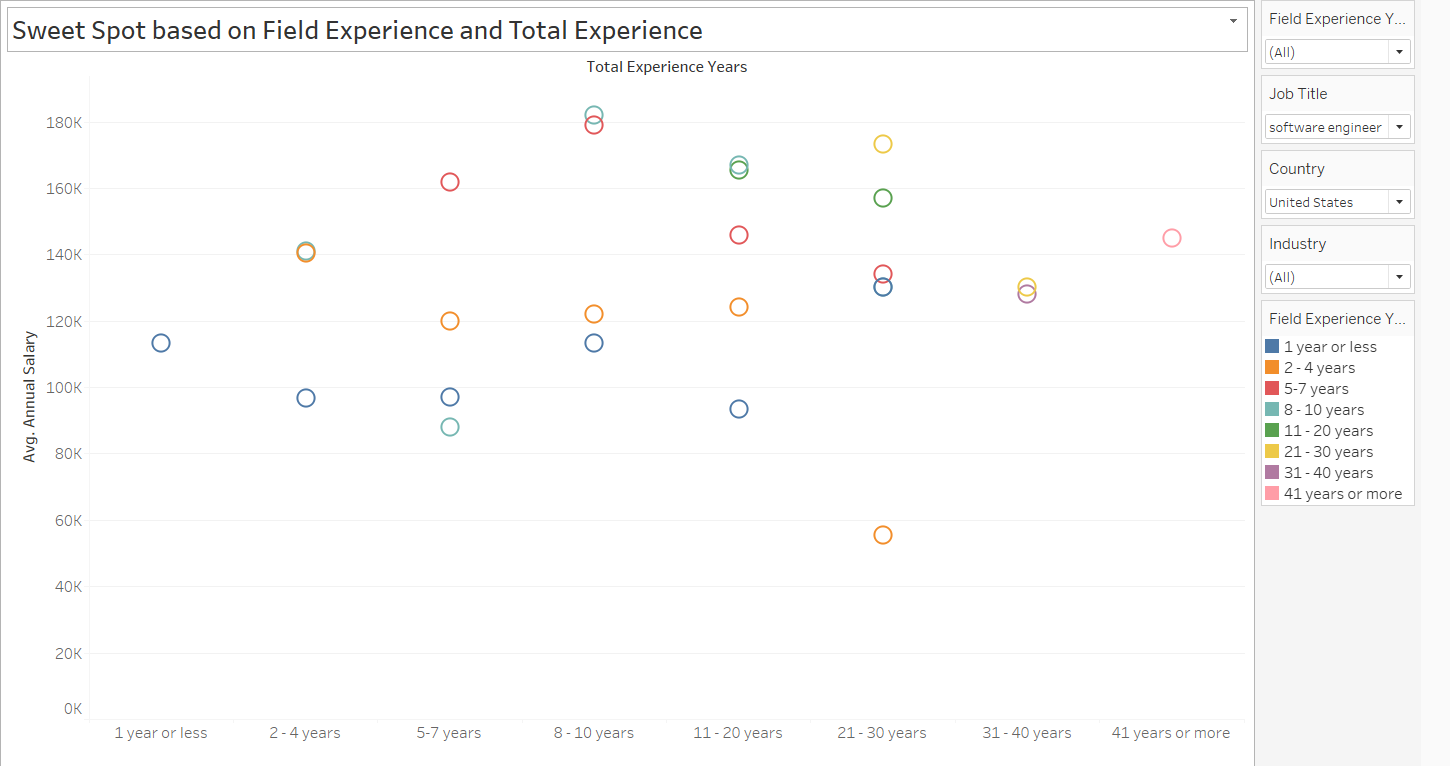 Sweet Spot based on Field Experience and Total Experience
Total Experience Years
Avg. Annual Salary
180K
160K
140K
120K
100K
80K
60K
40K
20K
0K
1 year or less
2 - 4 years
5-7 years
8 - 10 years
11 - 20 years
21 - 30 years
31 - 40 years
41 years or more
Field Experience Y...
(All)
Job Title
software engineer
Country
United States
Industry
(All)
Field Experience Y...
1 year or less
2 - 4 years
5-7 years
8 - 10 years
11 - 20 years
21 - 30 years
31 - 40 years
41 years or more